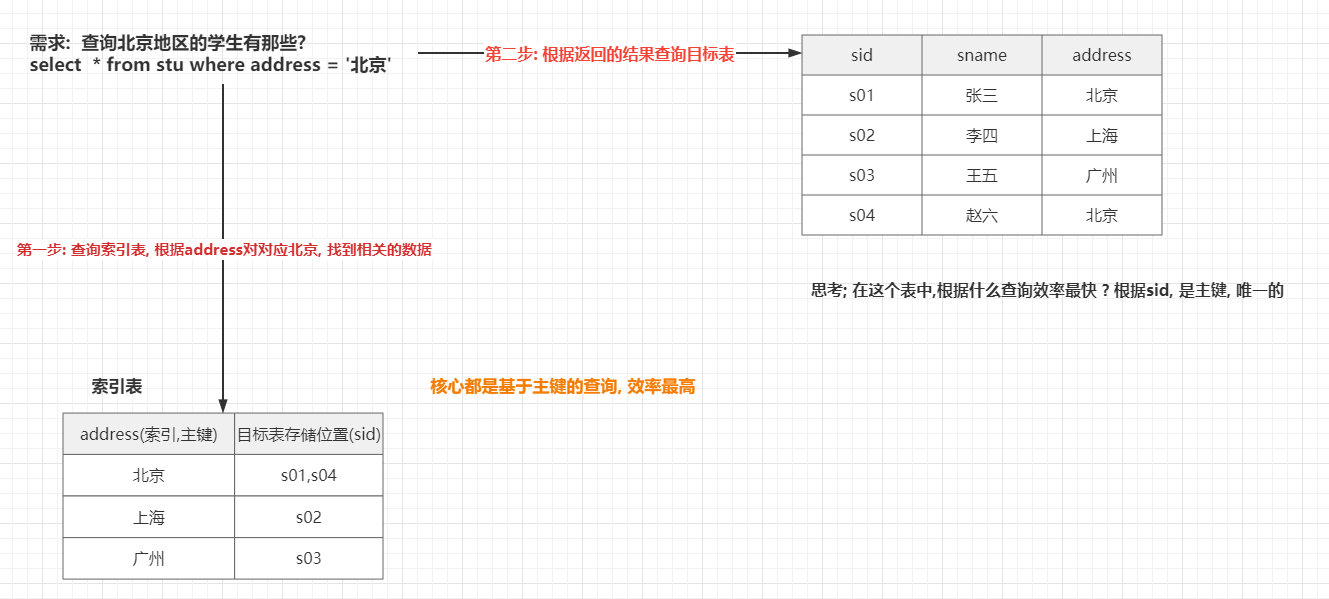 需求: 查询北京地区的学生有那些?
select * from stu where address = '北京'
第二步: 根据返回的结果查询目标表
sid sname address
s01 张三 北京
s02 李四 上海
s03 王五 广州
s04 赵六 北京
第一步: 查询索引表, 根据address对对应北京, 找到相关的数据
思考; 在这个表中,根据什么查询效率最快 ? 根据sid, 是主键, 唯一的
索引表
核心都是基于主键的查询, 效率最高
address(索引,主键) 目标表存储位置(sid)
北京 s01,s04
上海 s02
广州 s03